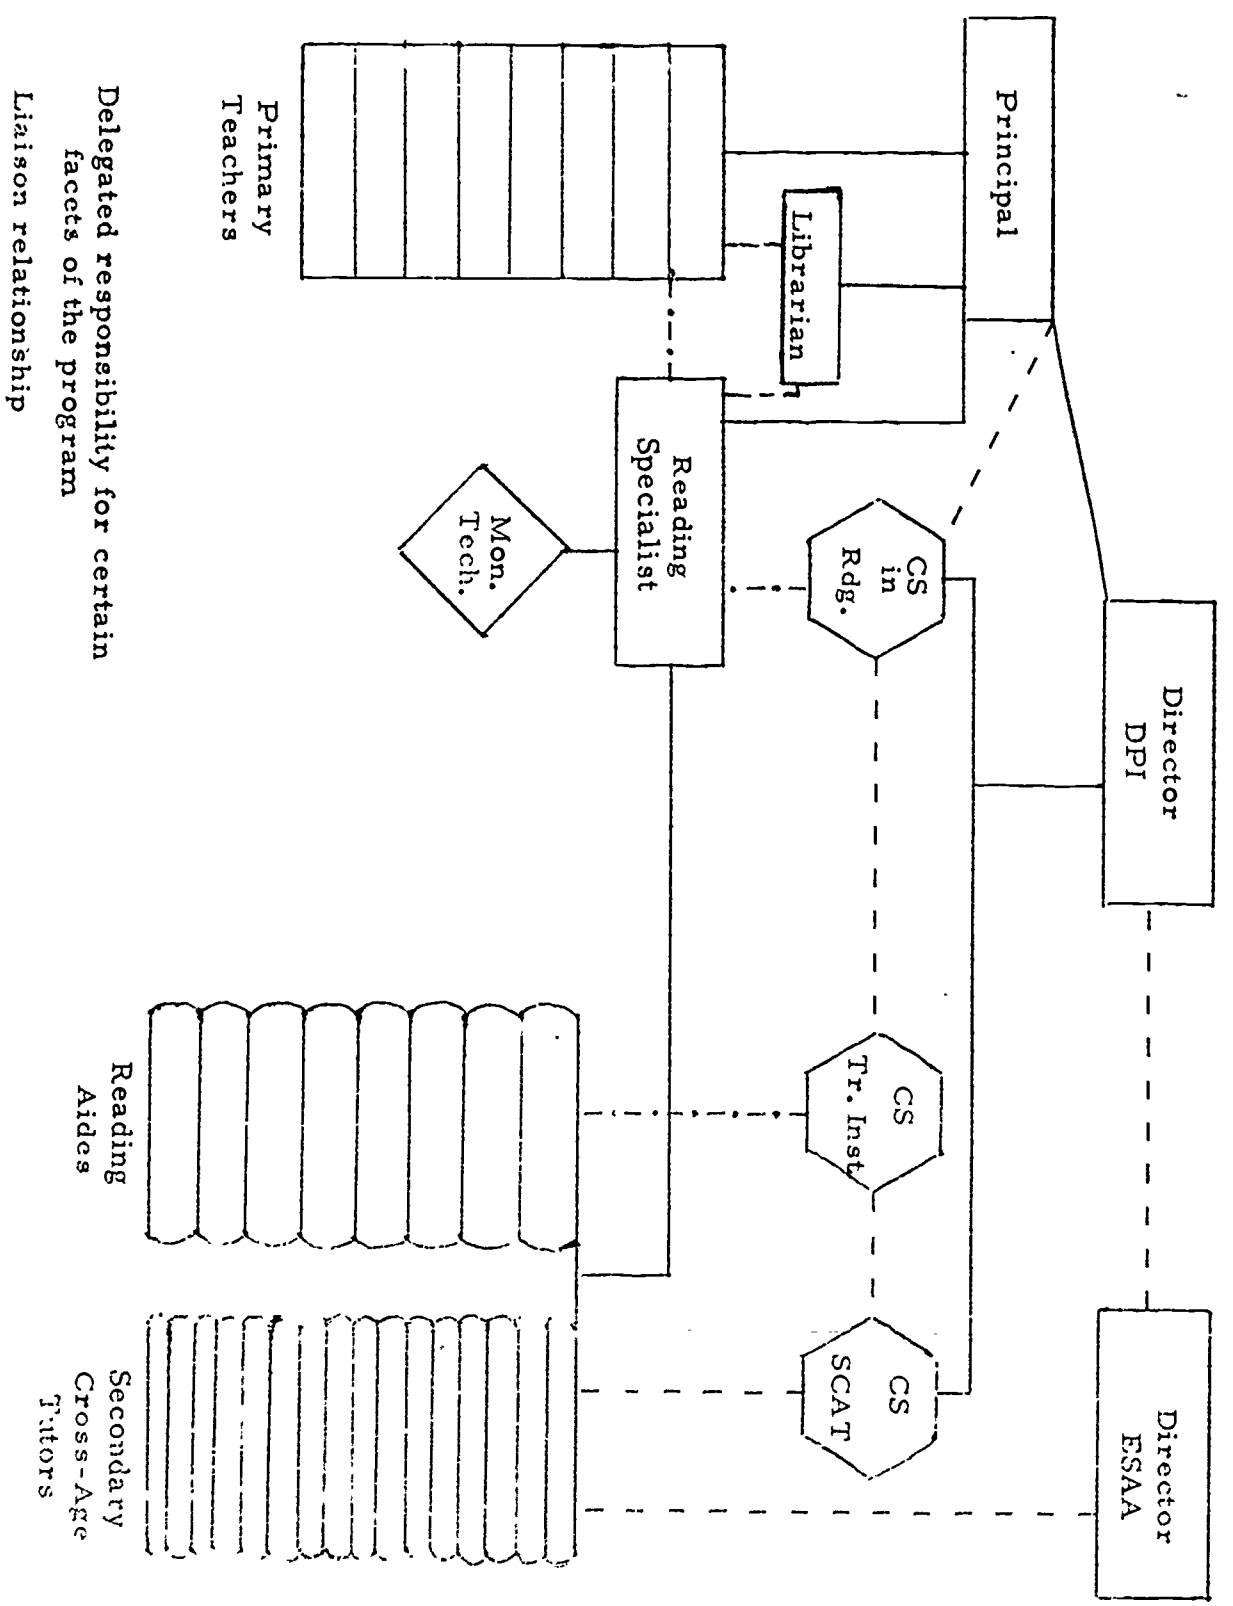 Principal
Director
DPI
Director
ESAA
Librarian
CS
in
Rdg.
CS
Tr. Inst.
CS
SCAT
Reading
Specialist
Mon.
Tech.
Primary
Teachers
Reading
Aides
Secondary
Cross-Age
Tutors
Delegated responsibility for certain
facets of the program
Liaison relationship